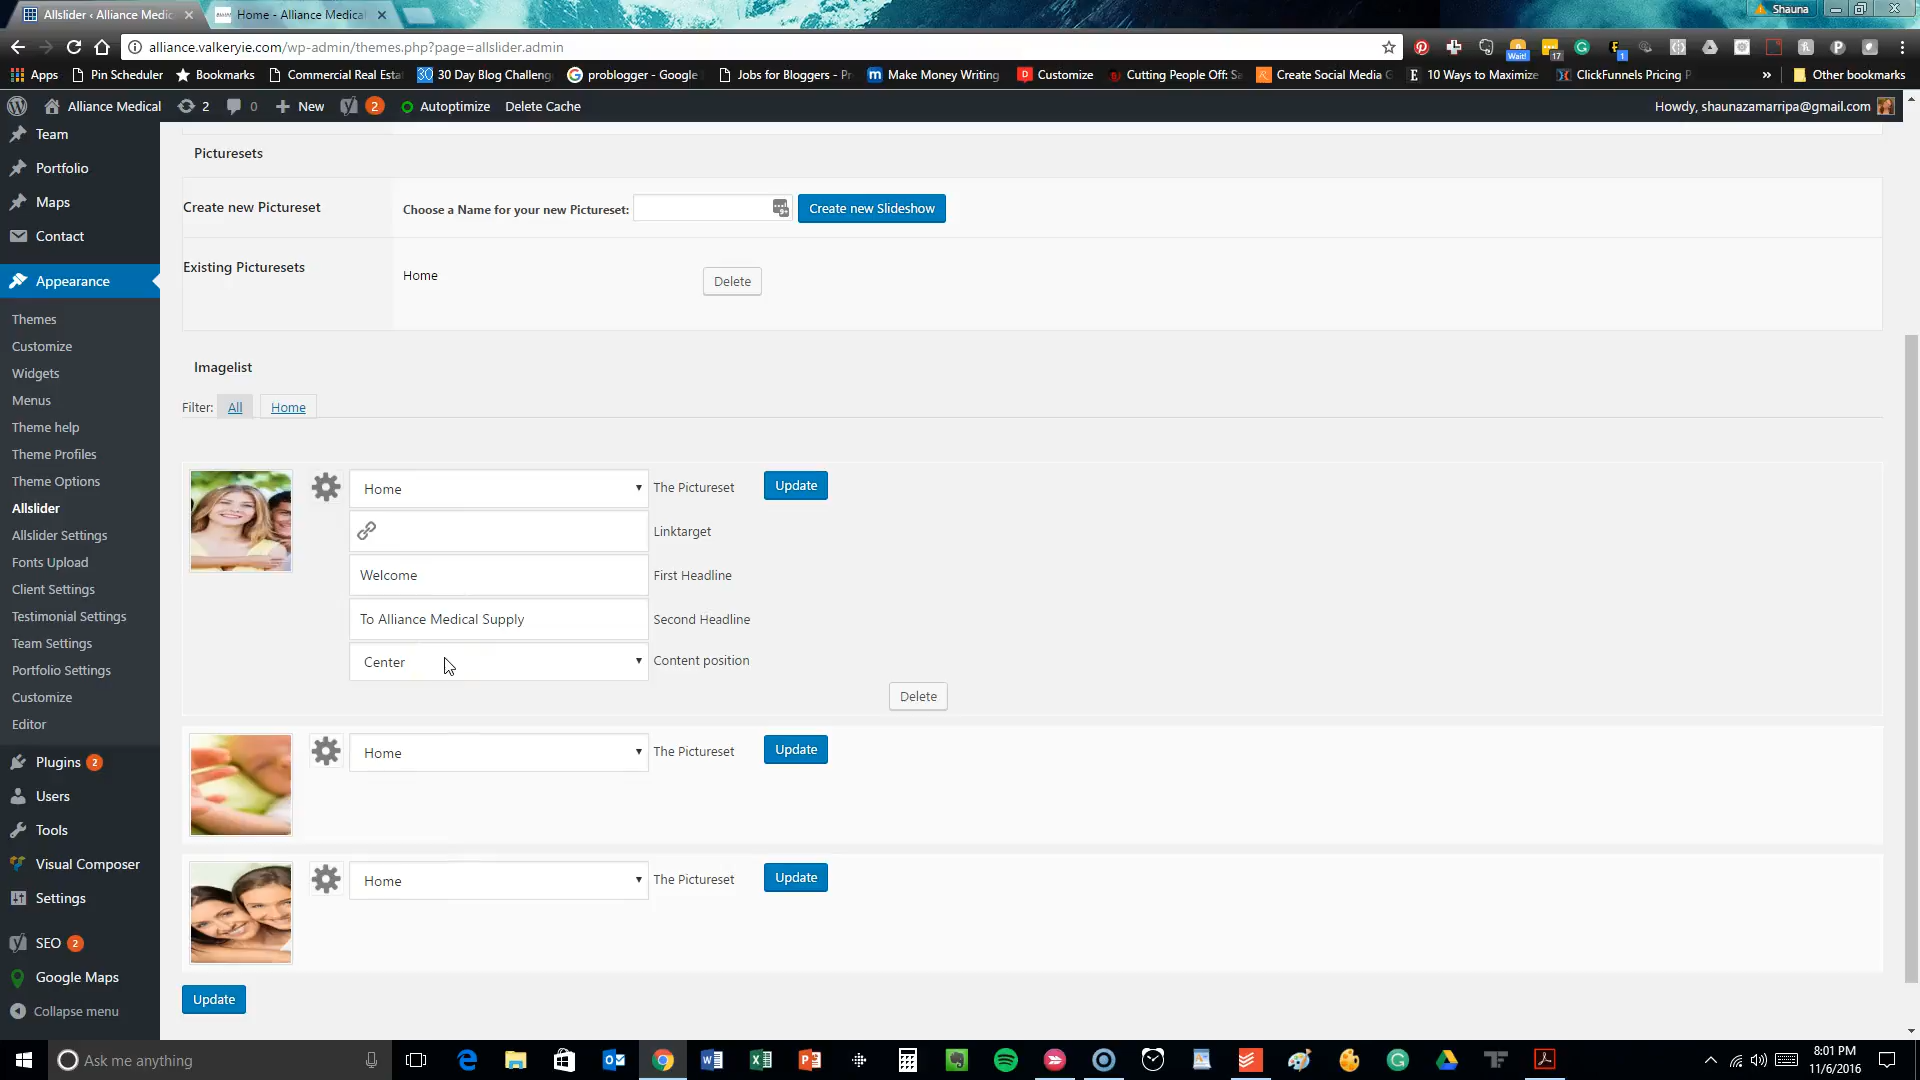 Allslider ‹ Alliance Medic
Home - Alliance Medical
Shauna
alliance.valkeryie.com/wp-admin/themes.php?page=allslider.admin
Apps
Pin Scheduler
Bookmarks
Commercial Real Esta
30 Day Blog Challeng
problogger - Google
Jobs for Bloggers - Pr
Make Money Writing
Customize
Cutting People Off: Sa
Create Social Media G
10 Ways to Maximize
ClickFunnels Pricing P
»
Other bookmarks
Alliance Medical
2
0
New
2
Autoptimize
Delete Cache
Howdy, shaunazamarripa@gmail.com
Team
Portfolio
Maps
Contact
Appearance
Themes
Customize
Widgets
Menus
Theme help
Theme Profiles
Theme Options
Allslider
Allslider Settings
Fonts Upload
Client Settings
Testimonial Settings
Team Settings
Portfolio Settings
Customize
Editor
Plugins 2
Users
Tools
Visual Composer
Settings
SEO 2
Google Maps
Collapse menu
Picturesets
Create new Pictureset
Choose a Name for your new Pictureset:
Create new Slideshow
Existing Picturesets
Home
Delete
Imagelist
Filter: All Home
Home
The Pictureset
Update
Linktarget
Welcome
First Headline
To Alliance Medical Supply
Second Headline
Center
Content position
Delete
Home
The Pictureset
Update
Home
The Pictureset
Update
Update
Ask me anything
8:01 PM
11/6/2016